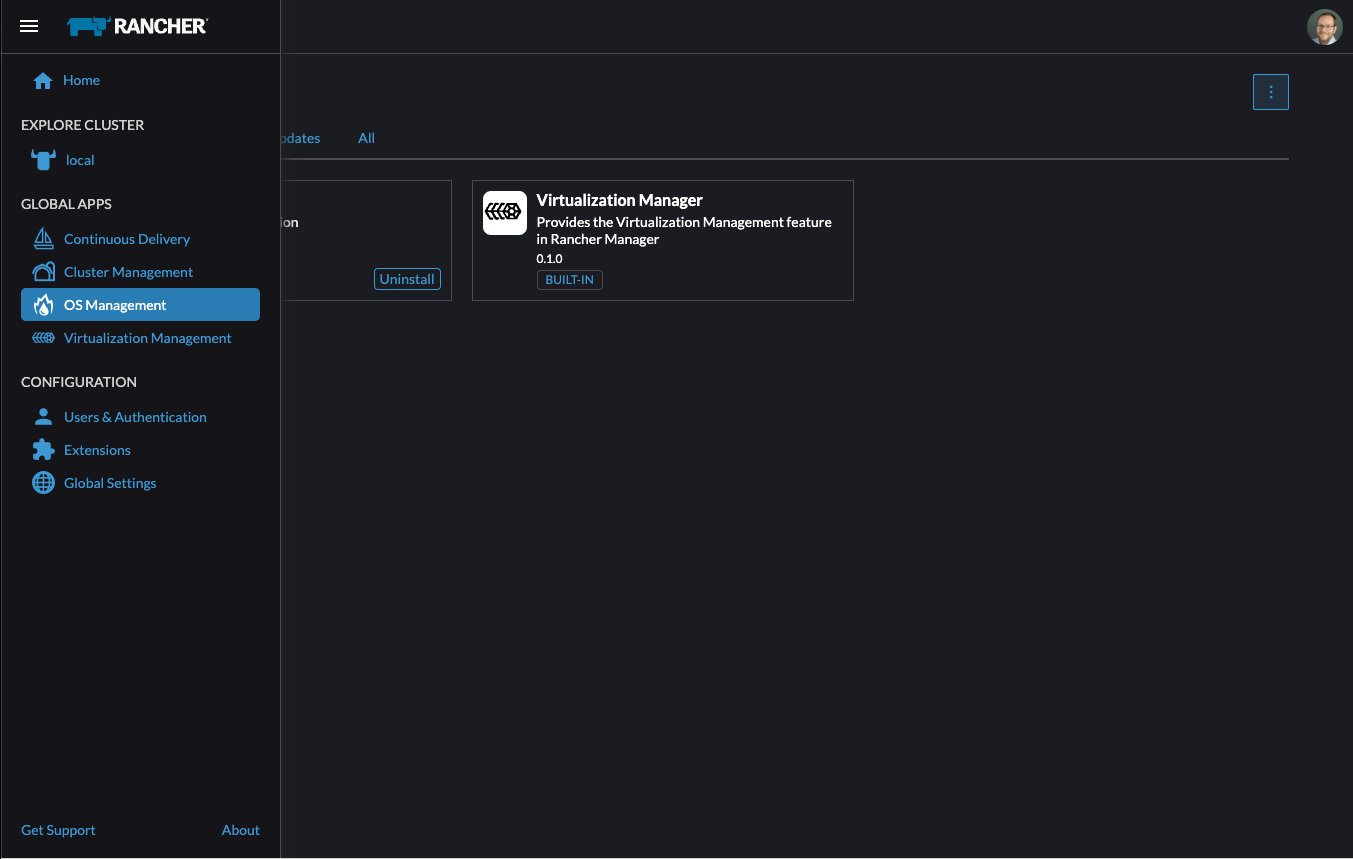 RANCHER
Home
EXPLORE CLUSTER
local
GLOBAL APPS
Continuous Delivery
Cluster Management
OS Management
Virtualization Management
CONFIGURATION
Users & Authentication
Extensions
Global Settings
Get Support
About
All
Uninstall
Virtualization Manager
Provides the Virtualization Management feature
in Rancher Manager
0.1.0
BUILT-IN